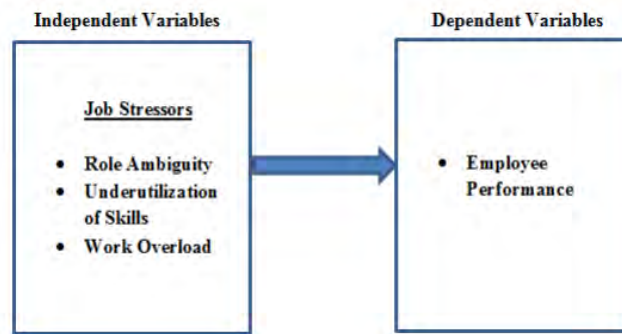 Independent Variables
Dependent Variables
Job Stressors
• Role Ambiguity
• Underutilization
of Skills
• Work Overload
• Employee
Performance